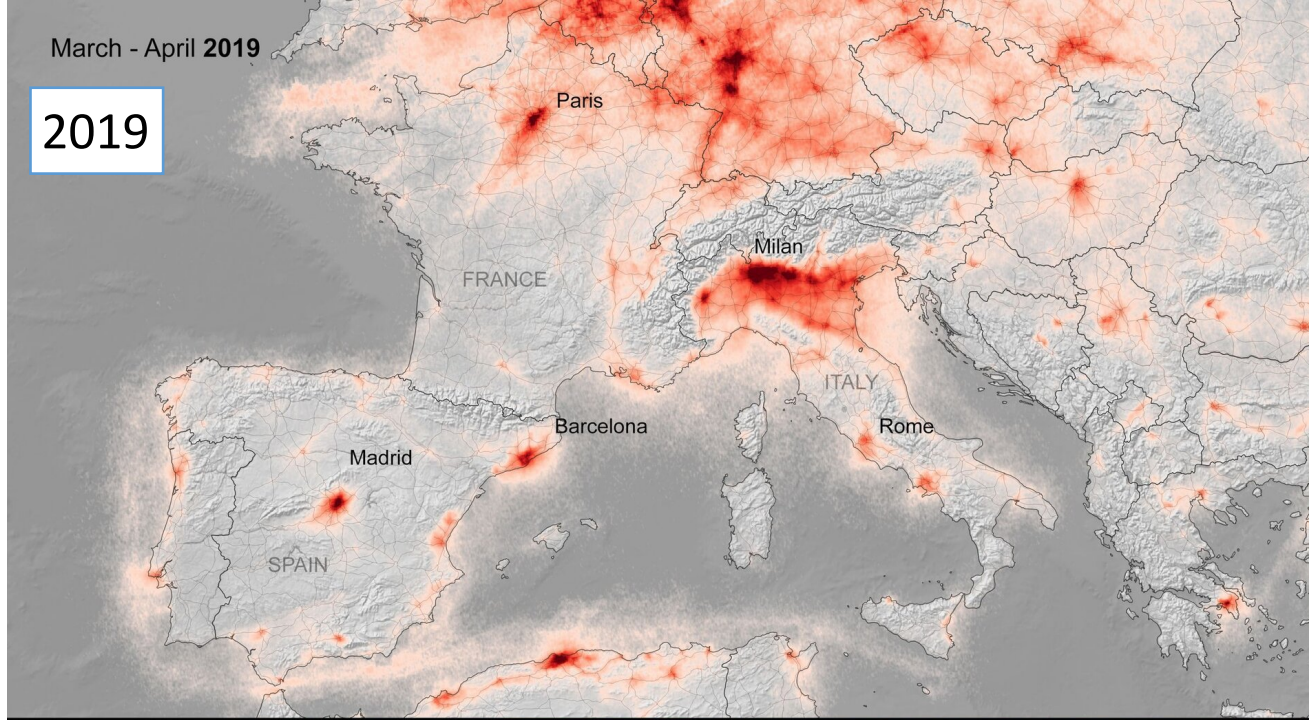 March - April 2019
2019
Paris
Milan
FRANCE
ITALY
Barcelona
Rome
Madrid
SPAIN